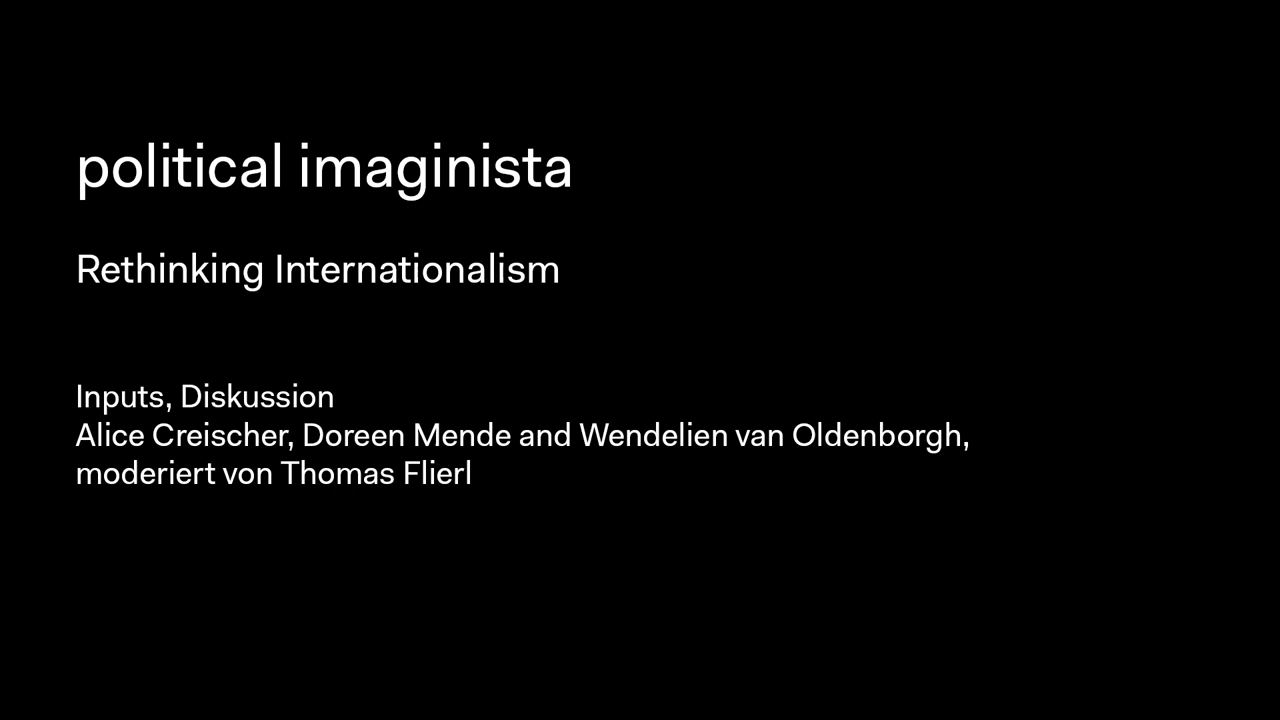 political imaginista
Rethinking Internationalism
Inputs, Diskussion
Alice Creischer, Doreen Mende and Wendelien van Oldenborgh,
moderiert von Thomas Flierl